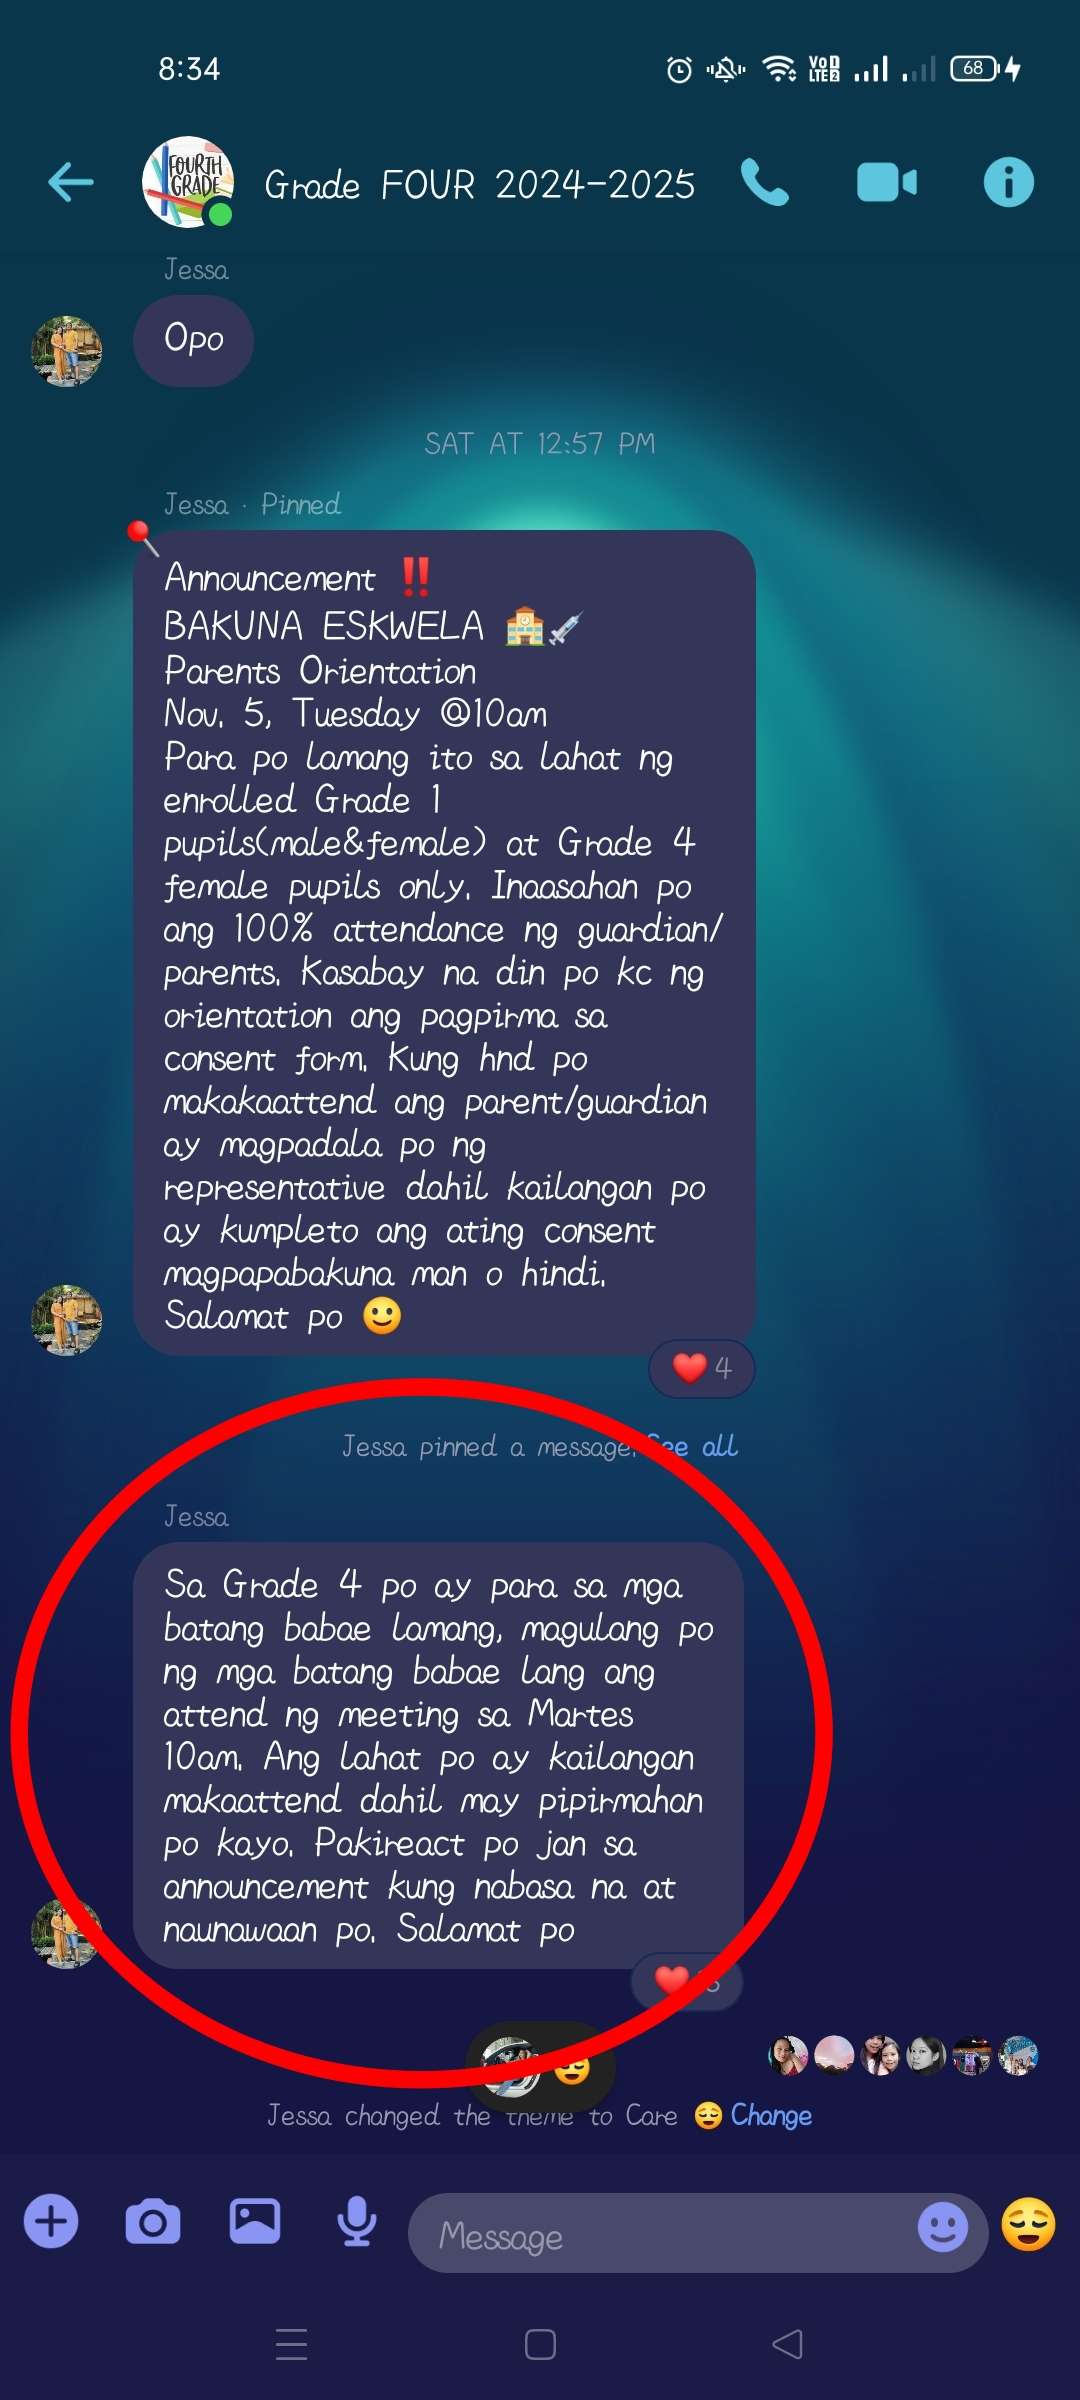 8:34
VoD
LTE2
68
FOURTH
GRADE
Grade FOUR 2024-2025
Jessa
Opo
SAT AT 12:57 PM
Jessa · Pinned
Announcement ‼️
BAKUNA ESKWELA 🏫💉
Parents Orientation
Nov. 5, Tuesday @10am
Para po lamang ito sa lahat ng
enrolled Grade 1
pupils(male&female) at Grade 4
female pupils only. Inaasahan po
ang 100% attendance ng guardian/
parents. Kasabay na din po kc ng
orientation ang pagpirma sa
consent form. Kung hnd po
makakaattend ang parent/guardian
ay magpadala po ng
representative dahil kailangan po
ay kumpleto ang ating consent
magpapabakuna man o hindi.
Salamat po 🙂
❤️ 4
Jessa pinned a message. See all
Jessa
Sa Grade 4 po ay para sa mga
batang babae lamang, magulang po
ng mga batang babae lang ang
attend ng meeting sa Martes
10am. Ang lahat po ay kailangan
makaattend dahil may pipirmahan
po kayo. Pakireact po jan sa
announcement kung nabasa na at
naunawaan po. Salamat po
Jessa changed the theme to Care 😌 Change
Message